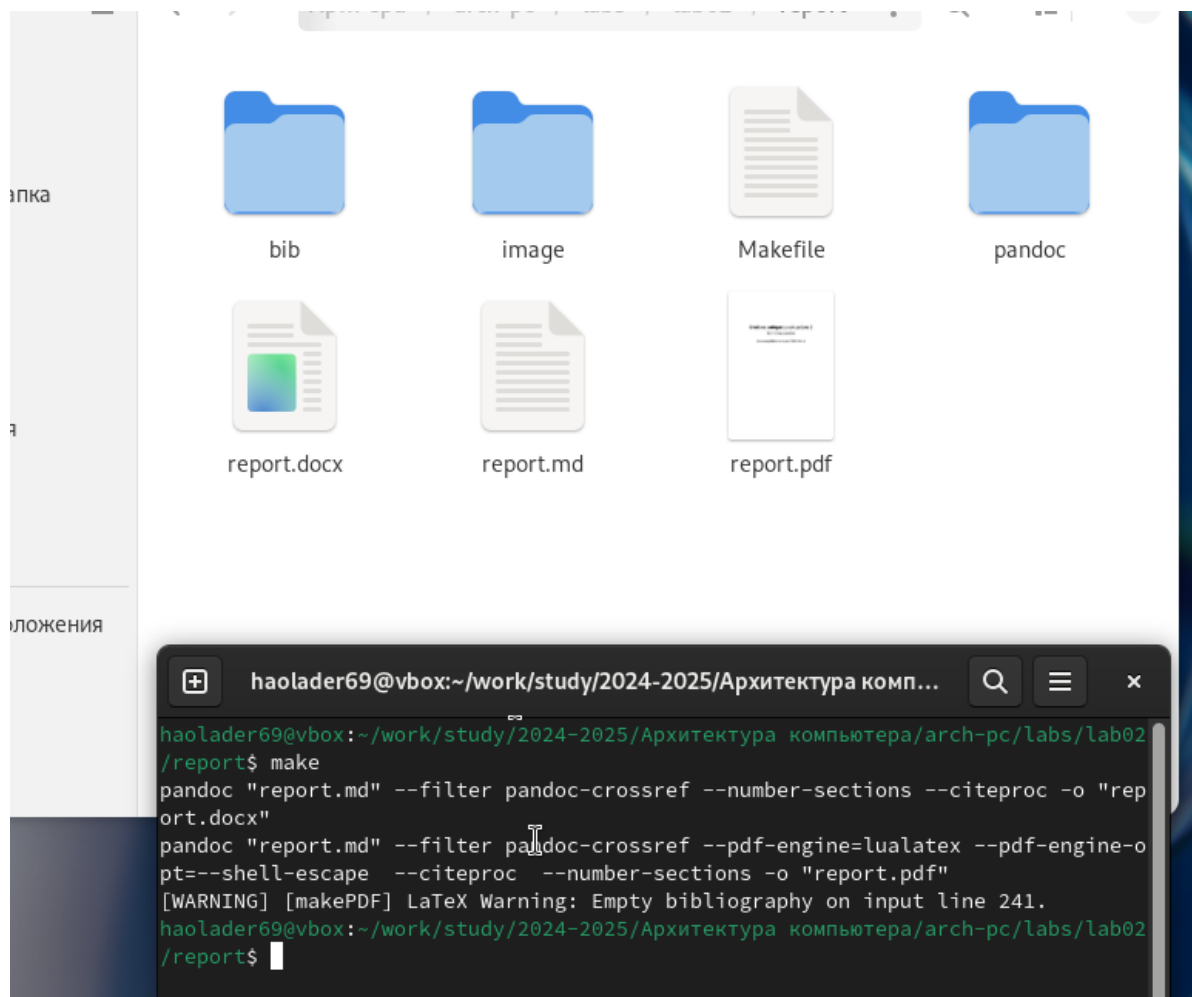 апка
я
оложения
bib
image
Makefile
pandoc
report.docx
report.md
report.pdf
haolader69@vbox:~/work/study/2024-2025/Архитектура комп...
haolader69@vbox:~/work/study/2024-2025/Архитектура компьютера/arch-pc/labs/lab02
/report$ make
pandoc "report.md" --filter pandoc-crossref --number-sections --citeproc -o "rep
ort.docx"
pandoc "report.md" --filter pandoc-crossref --pdf-engine=lualatex --pdf-engine-o
pt=--shell-escape  --citeproc  --number-sections -o "report.pdf"
[WARNING] [makePDF] LaTeX Warning: Empty bibliography on input line 241.
haolader69@vbox:~/work/study/2024-2025/Архитектура компьютера/arch-pc/labs/lab02
/report$